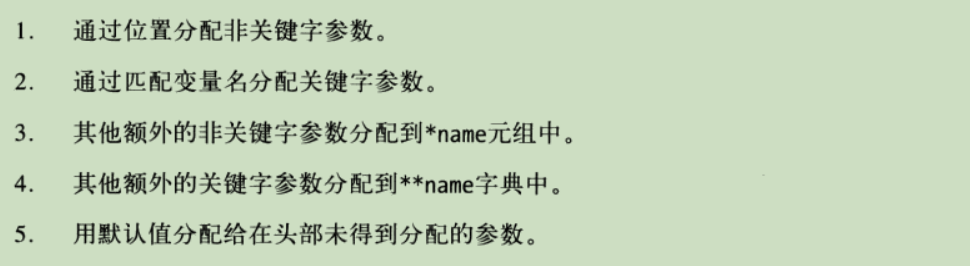 1. 通过位置分配非关键字参数。
2. 通过匹配变量名分配关键字参数。
3. 其他额外的非关键字参数分配到*name元组中。
4. 其他额外的关键字参数分配到**name字典中。
5. 用默认值分配给在头部未得到分配的参数。